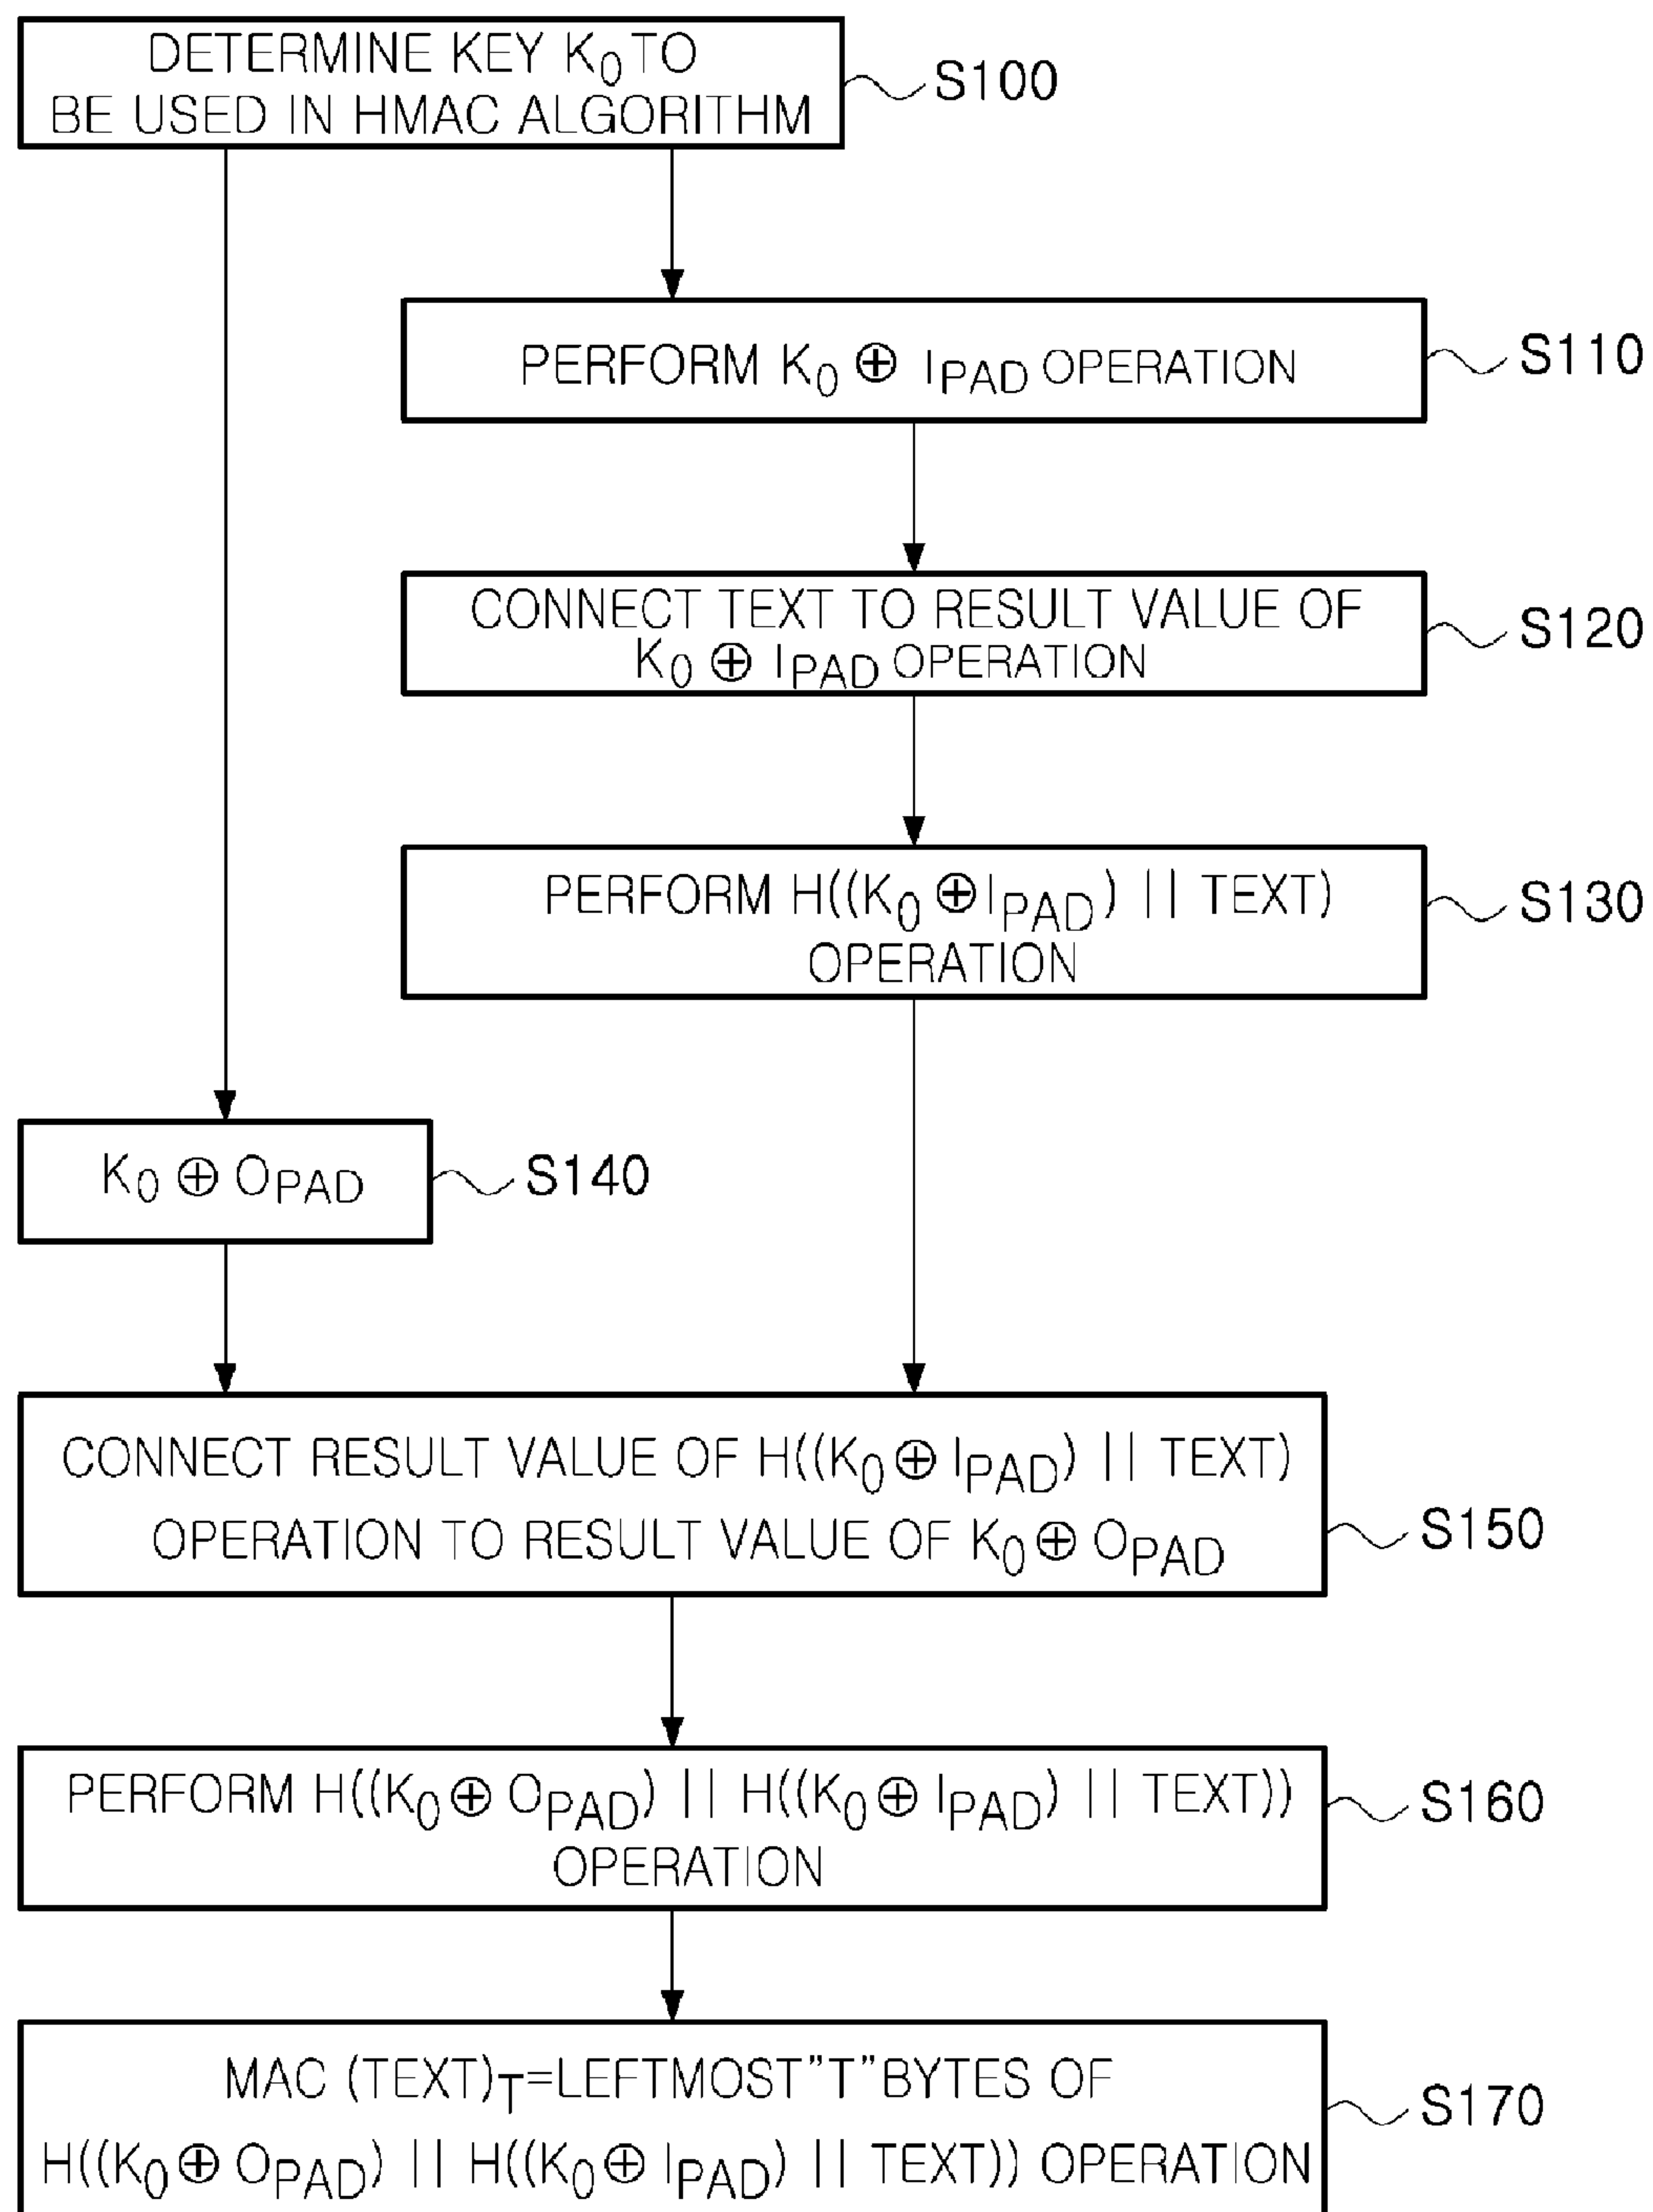 DETERMINE KEY K0 TO
BE USED IN HMAC ALGORITHM
S100
PERFORM K0 ⊕ IPAD OPERATION
S110
CONNECT TEXT TO RESULT VALUE OF
K0 ⊕ IPAD OPERATION
S120
PERFORM H((K0 ⊕ IPAD) || TEXT)
OPERATION
S130
K0 ⊕ OPAD
S140
CONNECT RESULT VALUE OF H((K0 ⊕ IPAD) || TEXT)
OPERATION TO RESULT VALUE OF K0 ⊕ OPAD
S150
PERFORM H((K0 ⊕ OPAD) || H((K0 ⊕ IPAD) || TEXT))
OPERATION
S160
MAC (TEXT)T=LEFTMOST"T"BYTES OF
H((K0 ⊕ OPAD) || H((K0 ⊕ IPAD) || TEXT)) OPERATION
S170